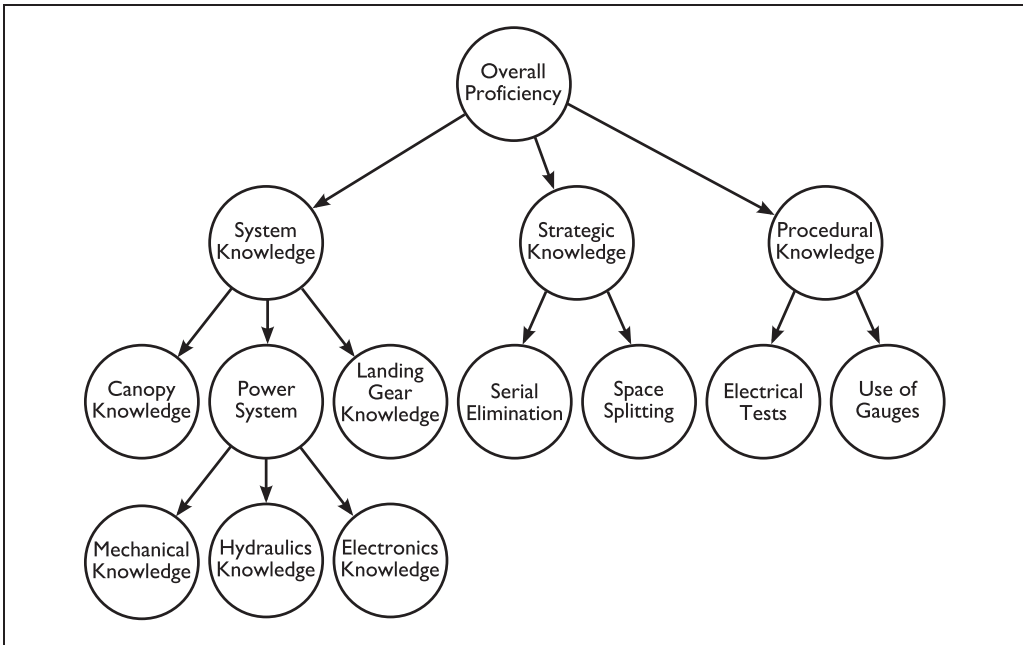 Overall
Proficiency
System
Knowledge
Strategic
Knowledge
Procedural
Knowledge
Canopy
Knowledge
Power
System
Landing
Gear
Knowledge
Serial
Elimination
Space
Splitting
Electrical
Tests
Use of
Gauges
Mechanical
Knowledge
Hydraulics
Knowledge
Electronics
Knowledge